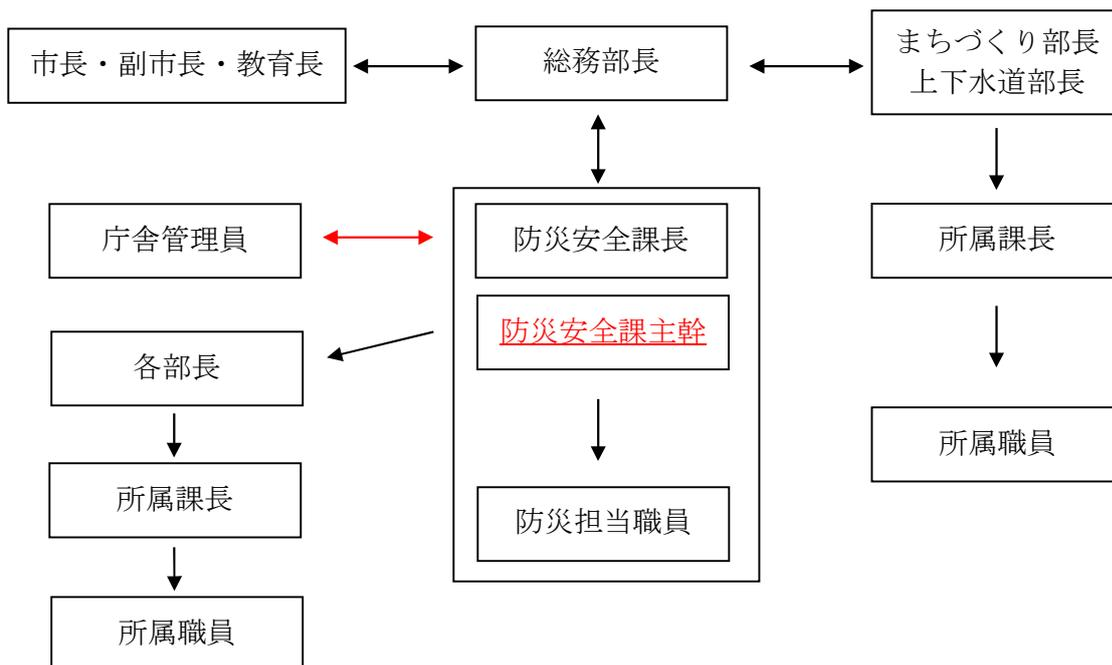 市長・副市長・教育長
総務部長
まちづくり部長
上下水道部長
庁舎管理員
防災安全課長
所属課長
防災安全課主幹
各部長
所属職員
所属課長
防災担当職員
所属職員